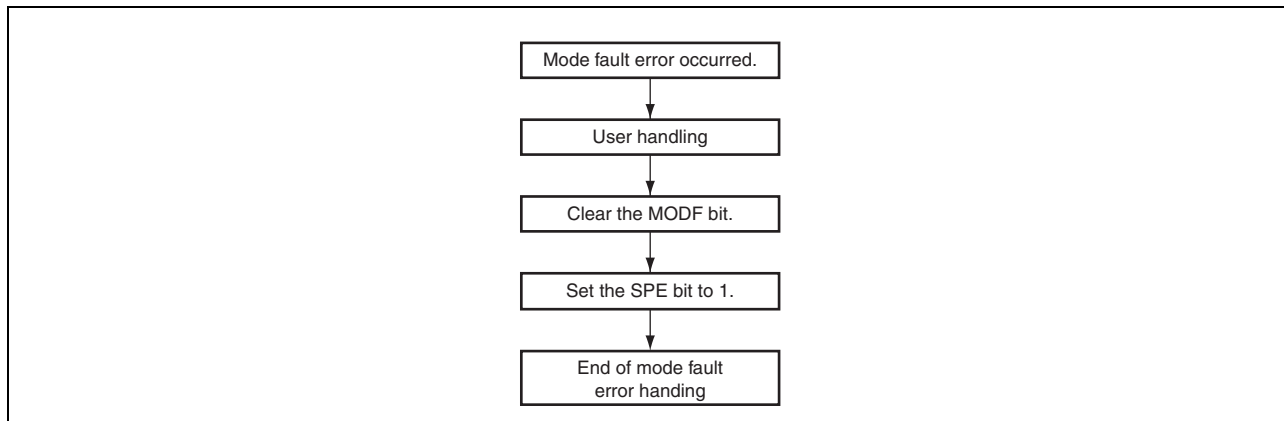 Mode fault error occurred.
User handling
Clear the MODF bit.
Set the SPE bit to 1.
End of mode fault
error handing